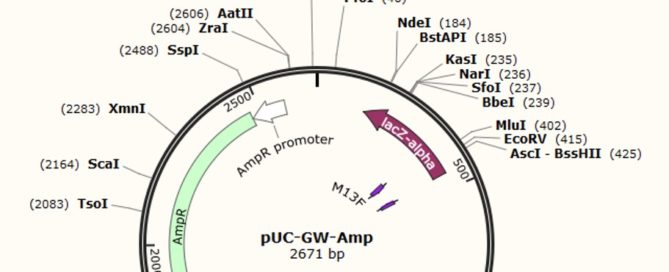 (2606) AatII
(2604) ZraI
(2488) SspI
(2283) XmnI
(2164) ScaI
(2083) TsoI
NdeI (184)
BstAPI (185)
KasI (235)
NarI (236)
SfoI (237)
BbeI (239)
MluI (402)
EcoRV (415)
AscI - BssHII (425)
2500
500
AmpR promoter
lacZ-alpha
M13F
AmpR
pUC-GW-Amp
2671 bp